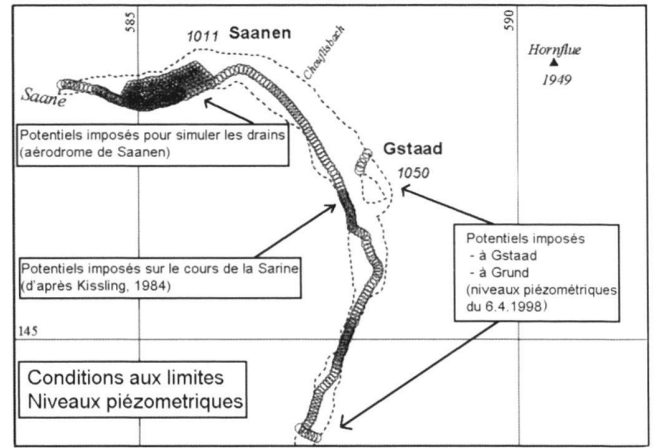 585
590
1011 Saanen
Chouflisbach
Hornflue
1949
Saane
Potentiels imposés pour simuler les drains
(aérodrome de Saanen)
Gstaad
1050
Potentiels imposés sur le cours de la Sarine
(d'après Kissling, 1984)
Potentiels imposés
- à Gstaad
- à Grund
(niveaux piézométriques
du 6.4.1998)
145
Conditions aux limites
Niveaux piézometriques